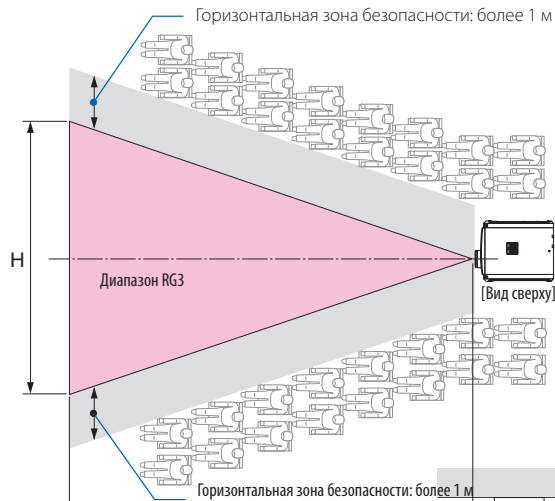 Горизонтальная зона безопасности: более 1 м
H
Диапазон RG3
[Вид сверху]
Горизонтальная зона безопасности: более 1 м